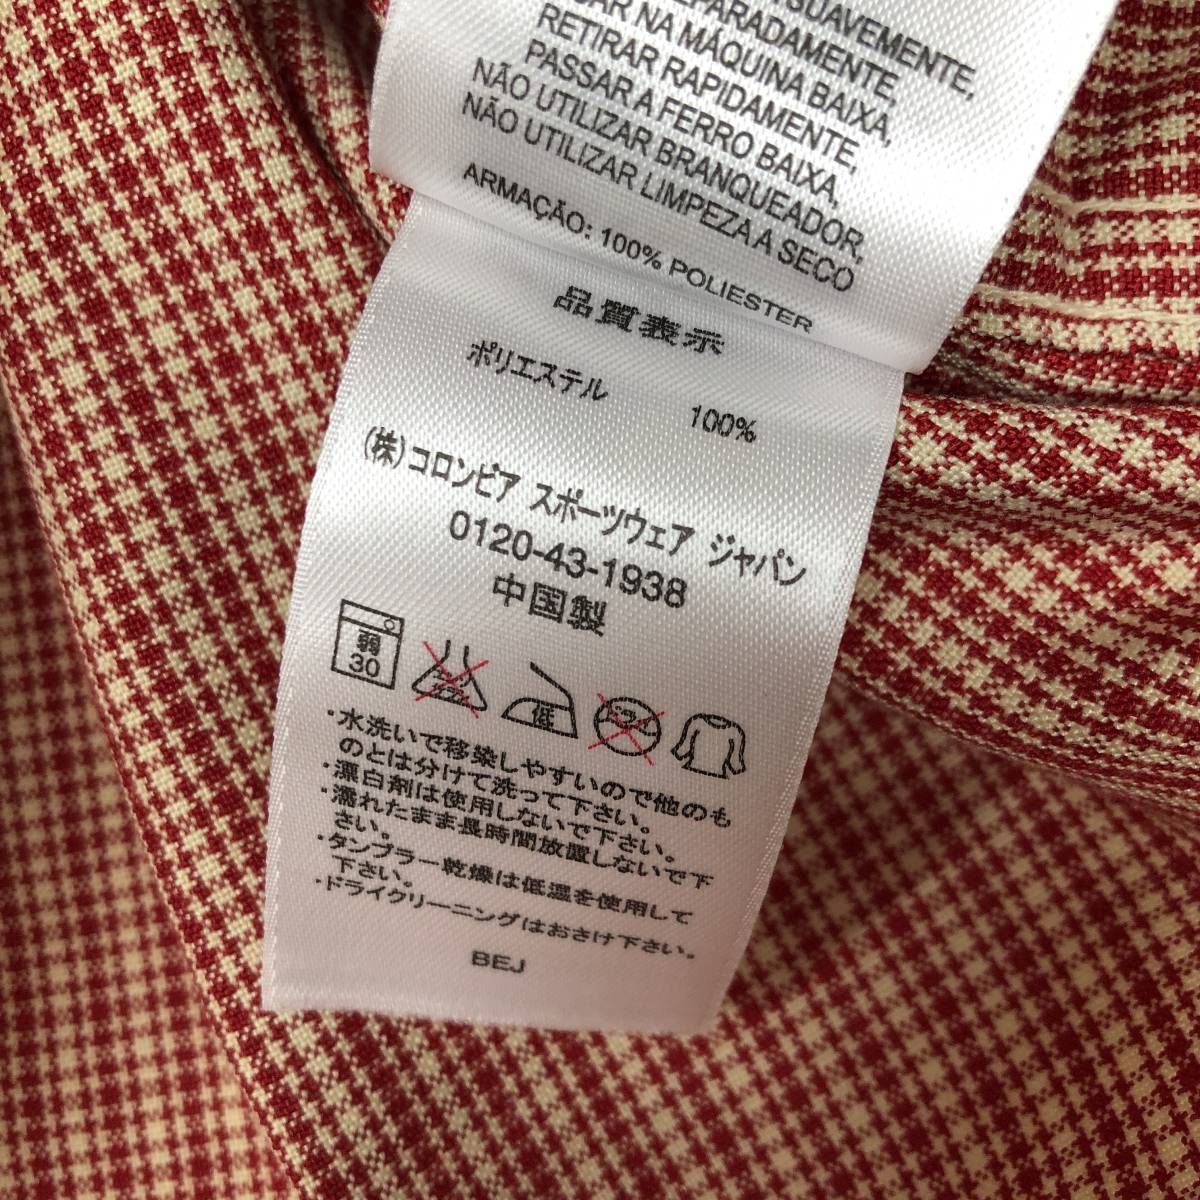 SUAVEMENTE,
SEPARADAMENTE,
NA MÁQUINA BAIXA,
RETIRAR RAPIDAMENTE,
PASSAR A FERRO BAIXA,
NÃO UTILIZAR BRANQUEADOR,
NÃO UTILIZAR LIMPEZA A SECO
ARMAÇÃO: 100% POLIESTER
品質表示
ポリエステル 100%
(株)コロンビア スポーツウェア ジャパン
0120-43-1938
中国製
弱
30
低
ドライ
・水洗いで移染しやすいので他のも
のとは分けて洗って下さい。
・漂白剤は使用しないで下さい。
・濡れたまま長時間放置しないで下
さい。
・タンブラー乾燥は低温を使用して
下さい。
・ドライクリーニングはおさけ下さい。
BEJ